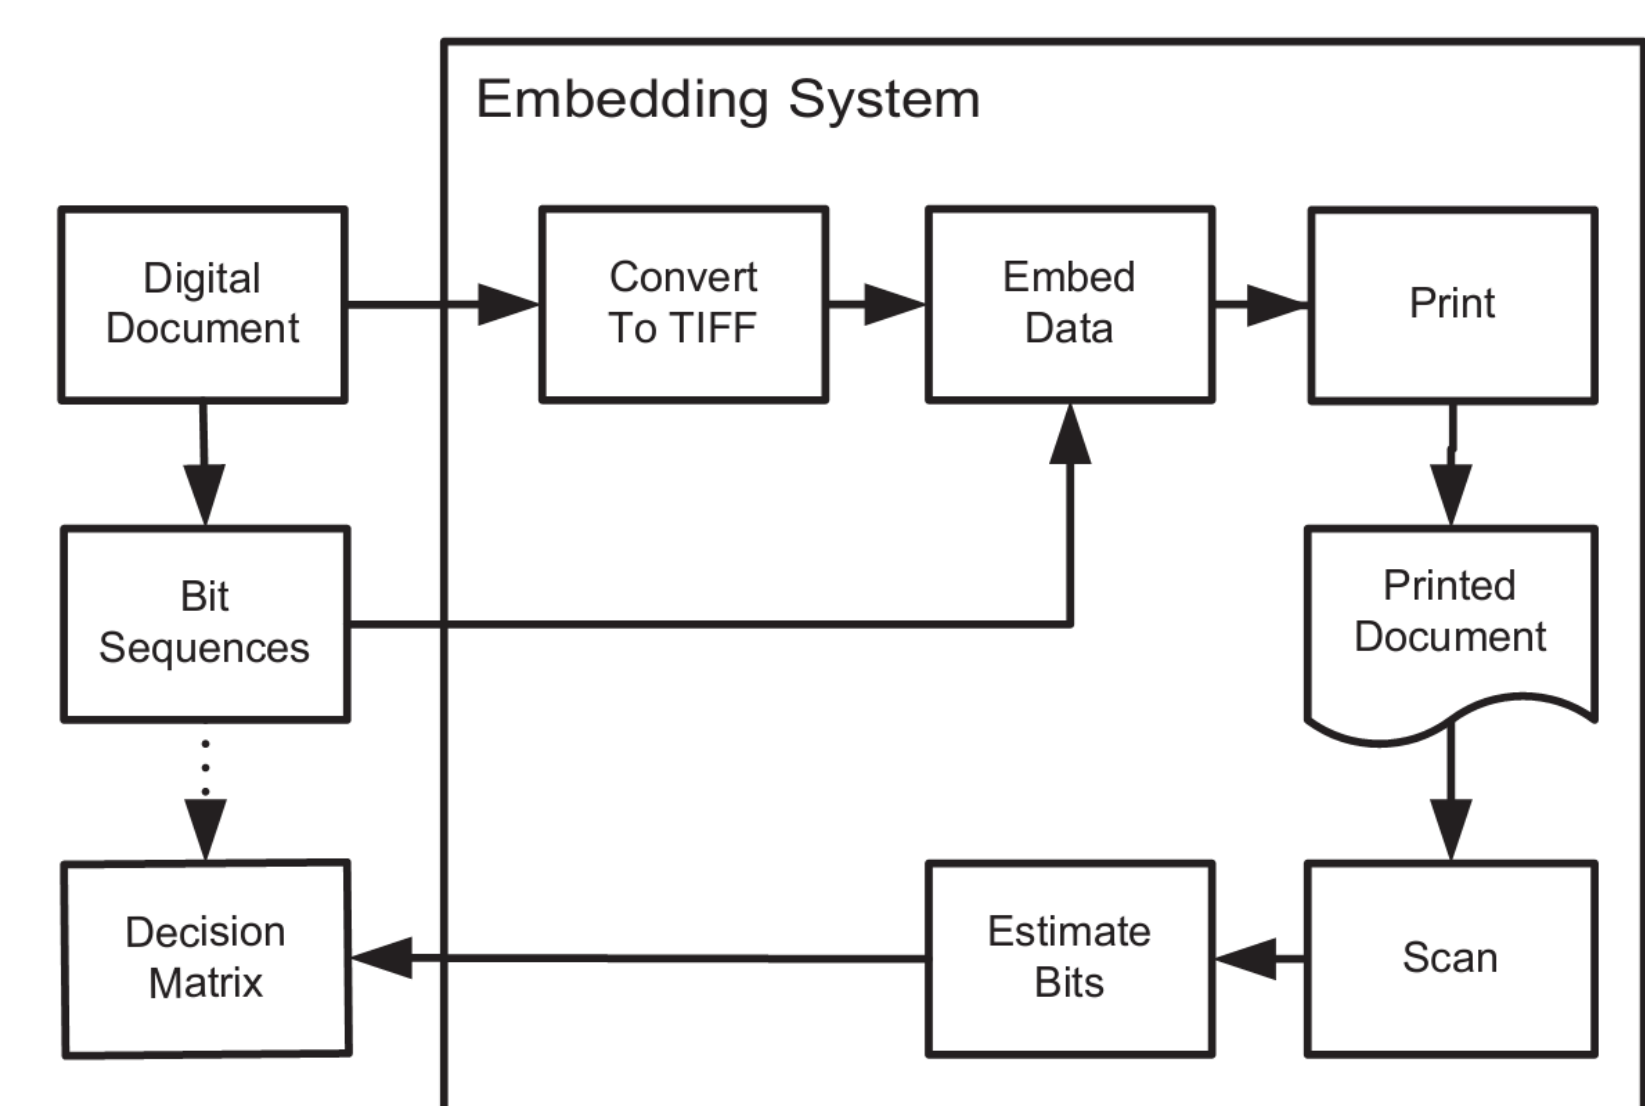 Embedding System
Digital
Document
Convert
To TIFF
Embed
Data
Print
Bit
Sequences
Printed
Document
Decision
Matrix
Estimate
Bits
Scan